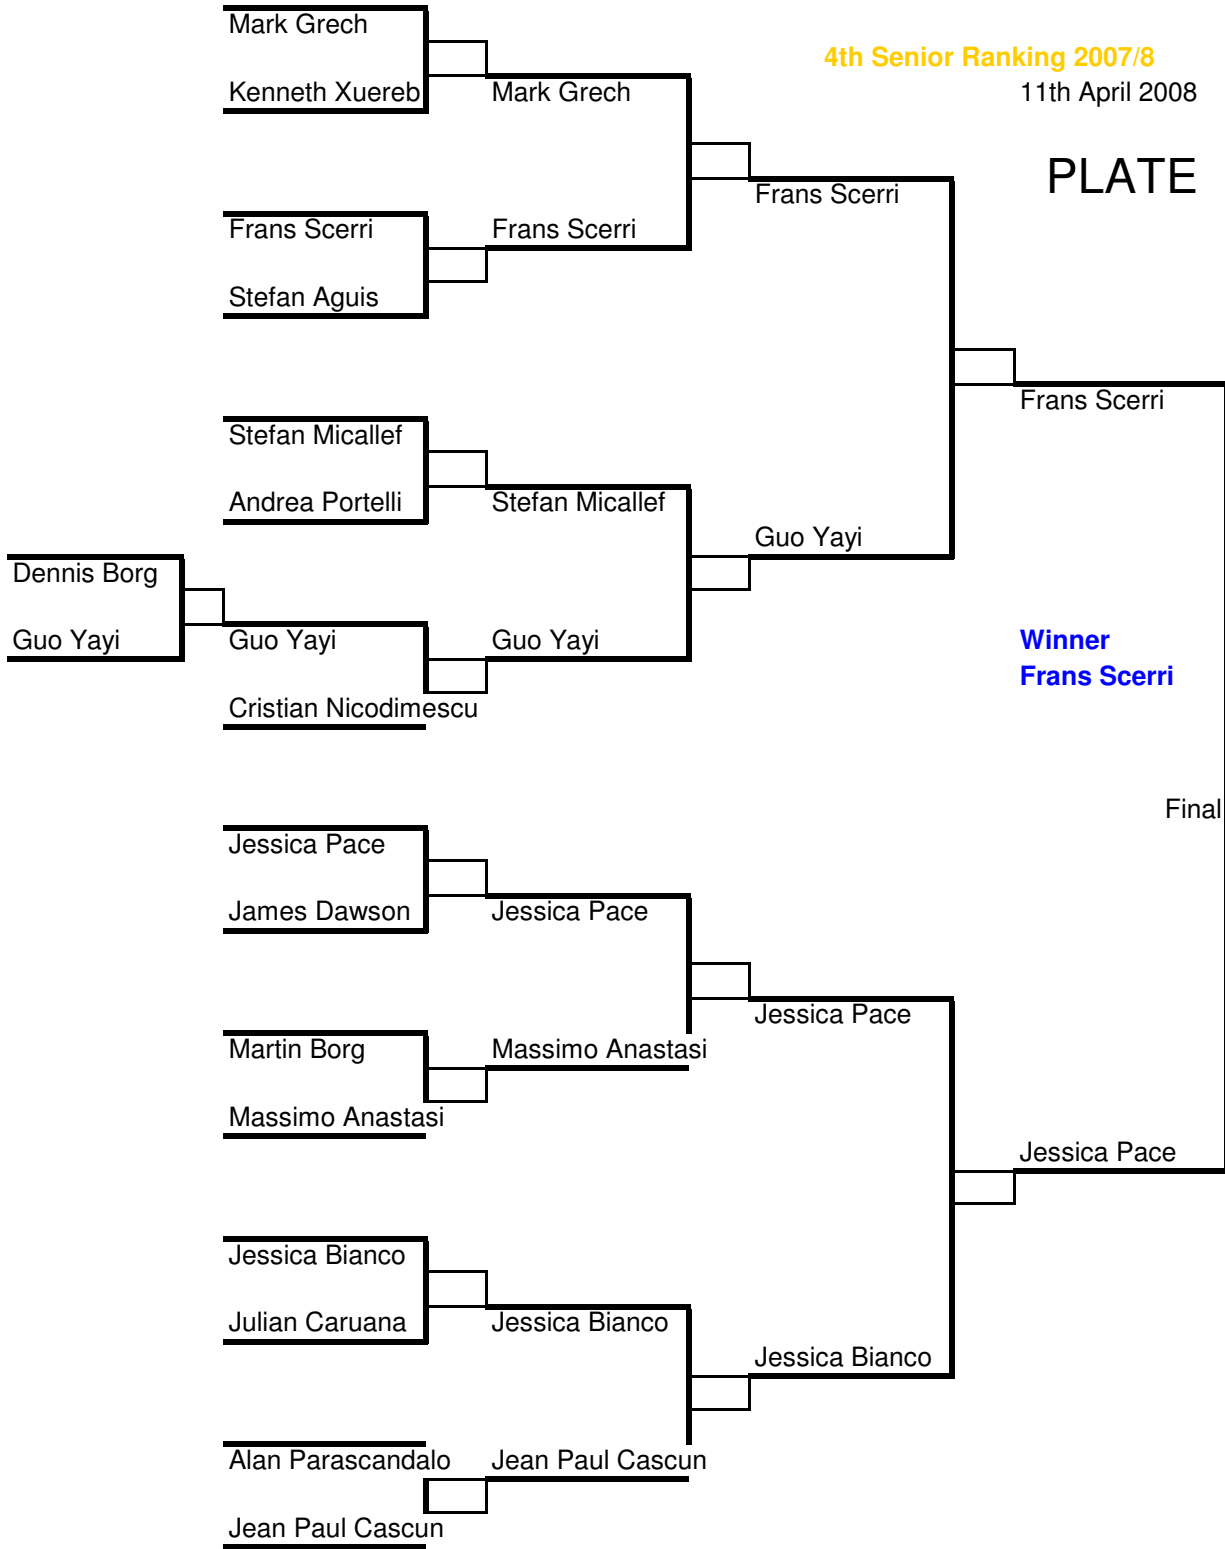 Mark Grech
4th Senior Ranking 2007/8
Kenneth Xuereb
Mark Grech
11th April 2008
PLATE
Frans Scerri
Frans Scerri
Frans Scerri
Stefan Aguis
Frans Scerri
Stefan Micallef
Andrea Portelli
Stefan Micallef
Guo Yayi
Dennis Borg
Guo Yayi
Guo Yayi
Guo Yayi
Winner
Frans Scerri
Cristian Nicodimescu
Final
Jessica Pace
James Dawson
Jessica Pace
Jessica Pace
Martin Borg
Massimo Anastasi
Massimo Anastasi
Jessica Pace
Jessica Bianco
Julian Caruana
Jessica Bianco
Jessica Bianco
Alan Parascandalo
Jean Paul Cascun
Jean Paul Cascun